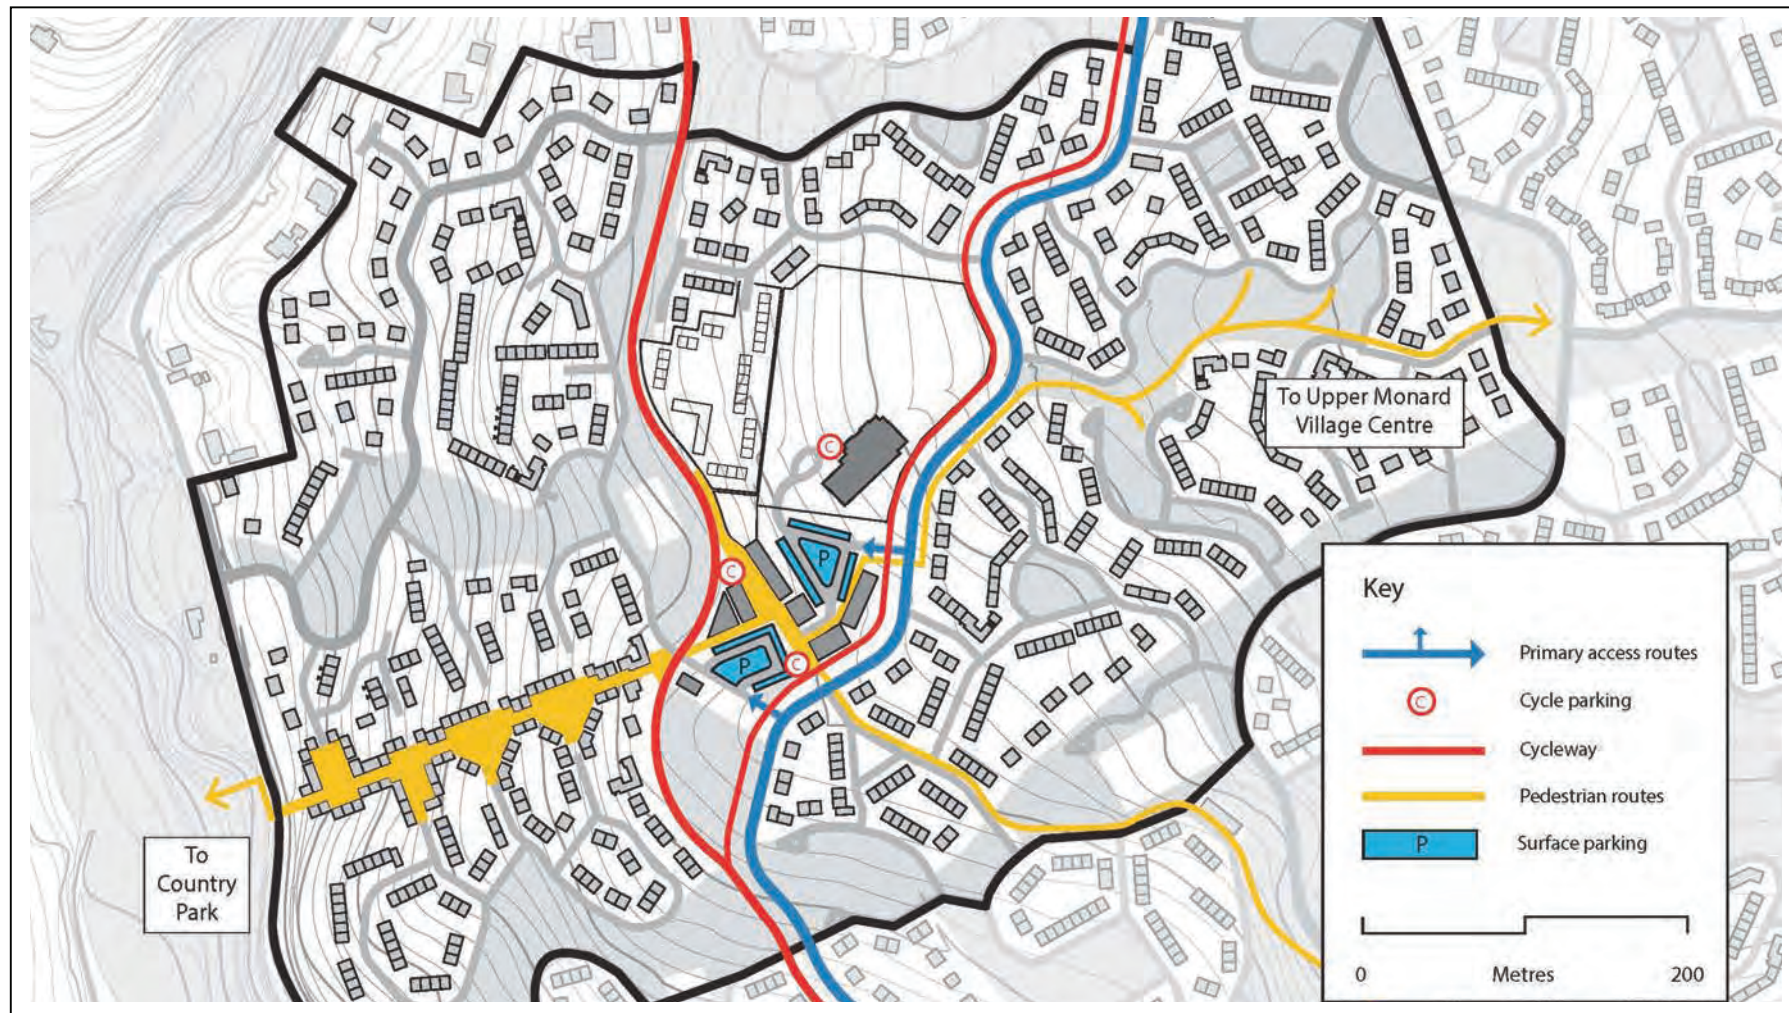 C
To Upper Monard
Village Centre
P
C
P
C
To
Country
Park
Key
Primary access routes
C
Cycle parking
Cycleway
Pedestrian routes
P
Surface parking
0
Metres
200